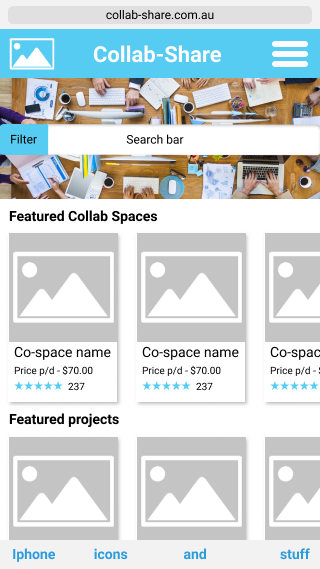 collab-share.com.au
Collab-Share
Filter Search bar
Featured Collab Spaces
Co-space name Co-space name Co-spac
Price p/d - $70.00 Price p/d - $70.00 Price p/d -
★★★★★ 237 ★★★★★ 237 ★★★★★
Featured projects
Iphone icons and stuff